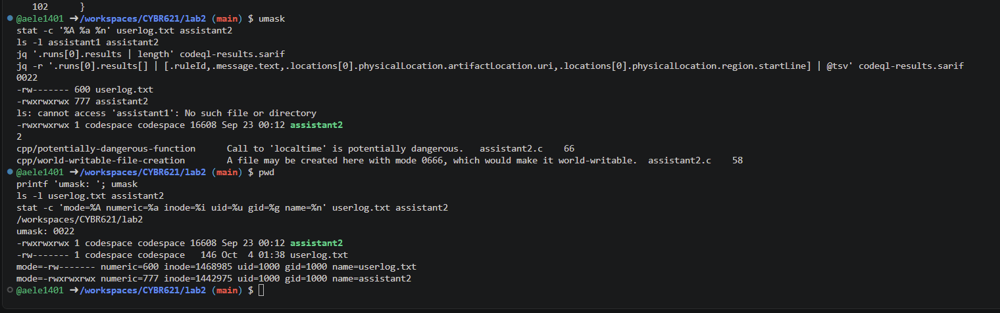 102      }
@aele1401 ➜/workspaces/CYBR621/lab2 (main) $ umask
stat -c '%A %a %n' userlog.txt assistant2
ls -l assistant1 assistant2
jq '.runs[0].results | length' codeql-results.sarif
jq -r '.runs[0].results[] | [.ruleId,.message.text,.locations[0].physicalLocation.artifactLocation.uri,.locations[0].physicalLocation.region.startLine] | @tsv' codeql-results.sarif
0022
-rw------- 600 userlog.txt
-rwxrwxrwx 777 assistant2
ls: cannot access 'assistant1': No such file or directory
-rwxrwxrwx 1 codespace codespace 16608 Sep 23 00:12 assistant2
2
cpp/potentially-dangerous-function      Call to 'localtime' is potentially dangerous.   assistant2.c    66
cpp/world-writable-file-creation        A file may be created here with mode 0666, which would make it world-writable.  assistant2.c    58
@aele1401 ➜/workspaces/CYBR621/lab2 (main) $ pwd
printf 'umask: '; umask
ls -l userlog.txt assistant2
stat -c 'mode=%A numeric=%a inode=%i uid=%u gid=%g name=%n' userlog.txt assistant2
/workspaces/CYBR621/lab2
umask: 0022
-rwxrwxrwx 1 codespace codespace 16608 Sep 23 00:12 assistant2
-rw------- 1 codespace codespace   146 Oct  4 01:38 userlog.txt
mode=-rw------- numeric=600 inode=1468985 uid=1000 gid=1000 name=userlog.txt
mode=-rwxrwxrwx numeric=777 inode=1442975 uid=1000 gid=1000 name=assistant2
@aele1401 ➜/workspaces/CYBR621/lab2 (main) $